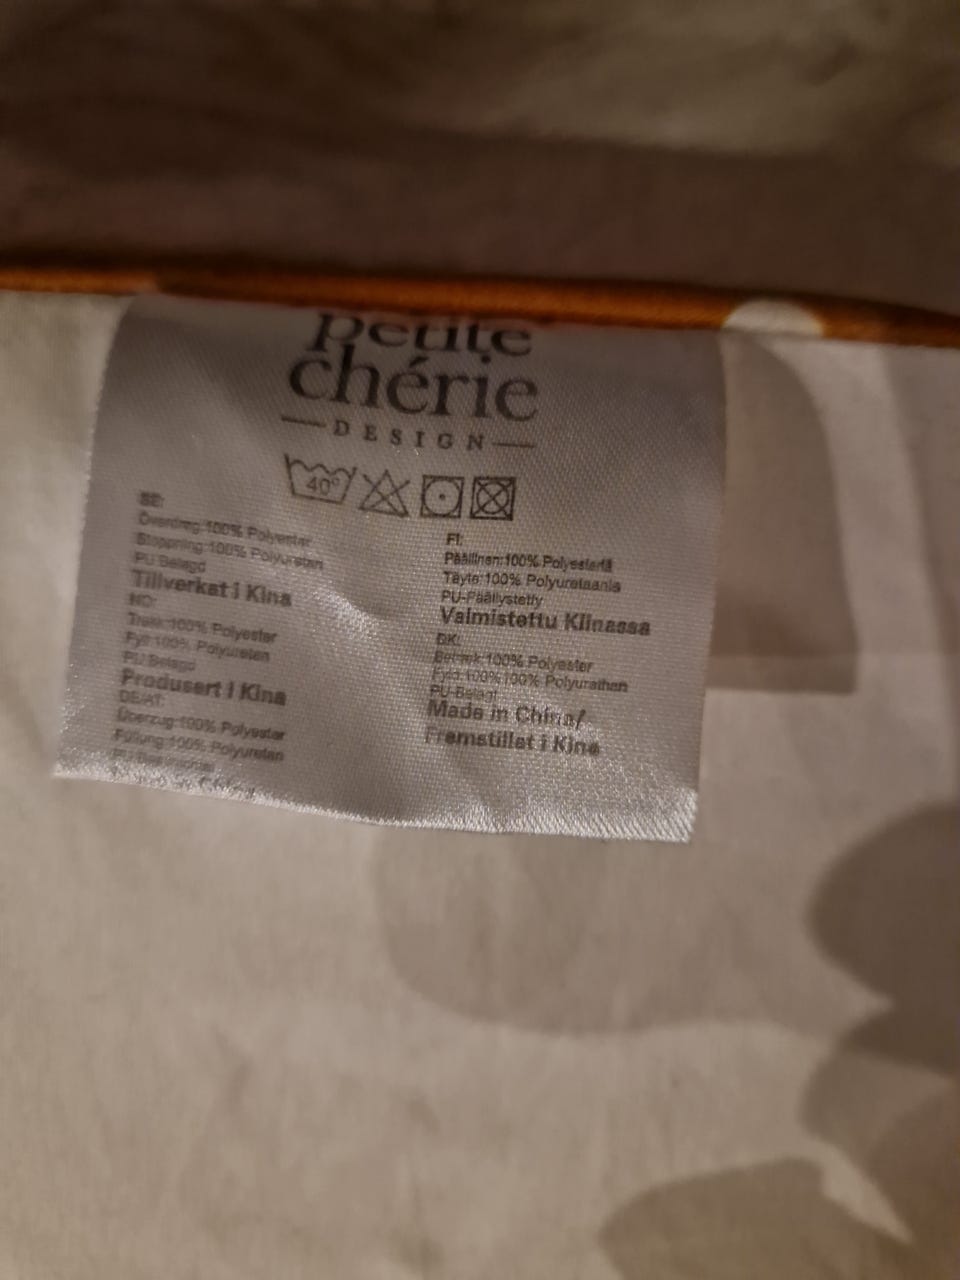 petite
chérie
DESIGN
40°
SE:
Överdrag:100% Polyester
Stoppning:100% Polyuretan
PU Belagd
Tillverkat i Kina
NO:
Trekk:100% Polyester
Fyll:100% Polyuretan
PU Belagd
Produsert i Kina
DE/AT:
Überzug:100% Polyester
Füllung:100% Polyuretan
PU
China
FI:
Päällinen:100% Polyesteriä
Täyte:100% Polyuretaania
PU-Päällystetty
Valmistettu Kiinassa
DK:
Betræk:100% Polyester
Fyld:100%100% Polyurathan
PU-Belagt
Made in China/
Fremstillet i Kina